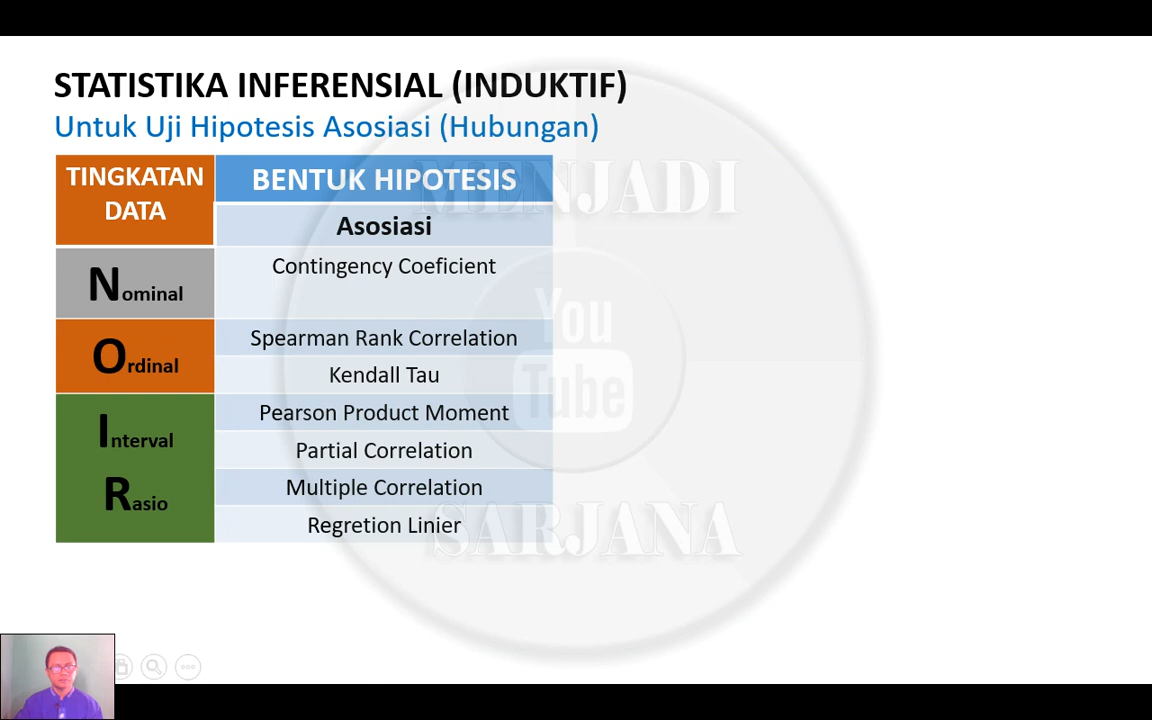 STATISTIKA INFERENSIAL (INDUKTIF)
Untuk Uji Hipotesis Asosiasi (Hubungan)
TINGKATAN
DATA
BENTUK HIPOTESIS
Asosiasi
Nominal
Contingency Coeficient
Ordinal
Spearman Rank Correlation
Kendall Tau
Interval
Rasio
Pearson Product Moment
Partial Correlation
Multiple Correlation
Regretion Linier
MENJADI
You
Tube
SARJANA